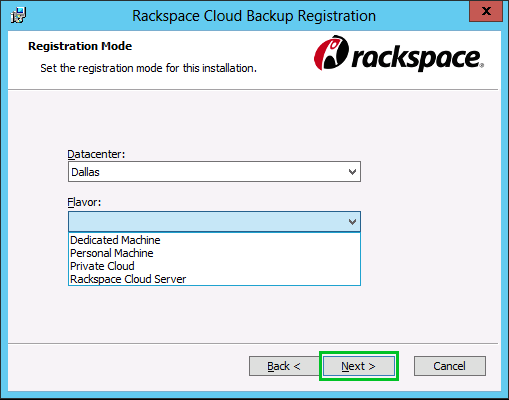 Rackspace Cloud Backup Registration
X
Registration Mode
Set the registration mode for this installation.
rackspace®
Datacenter:
Dallas
Flavor:
Dedicated Machine
Personal Machine
Private Cloud
Rackspace Cloud Server
Back <
Next >
Cancel